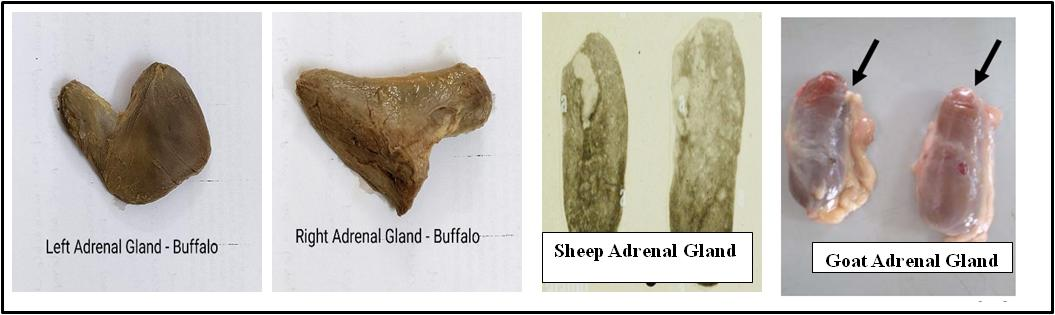 Left Adrenal Gland - Buffalo
Right Adrenal Gland - Buffalo
Sheep Adrenal Gland
Goat Adrenal Gland